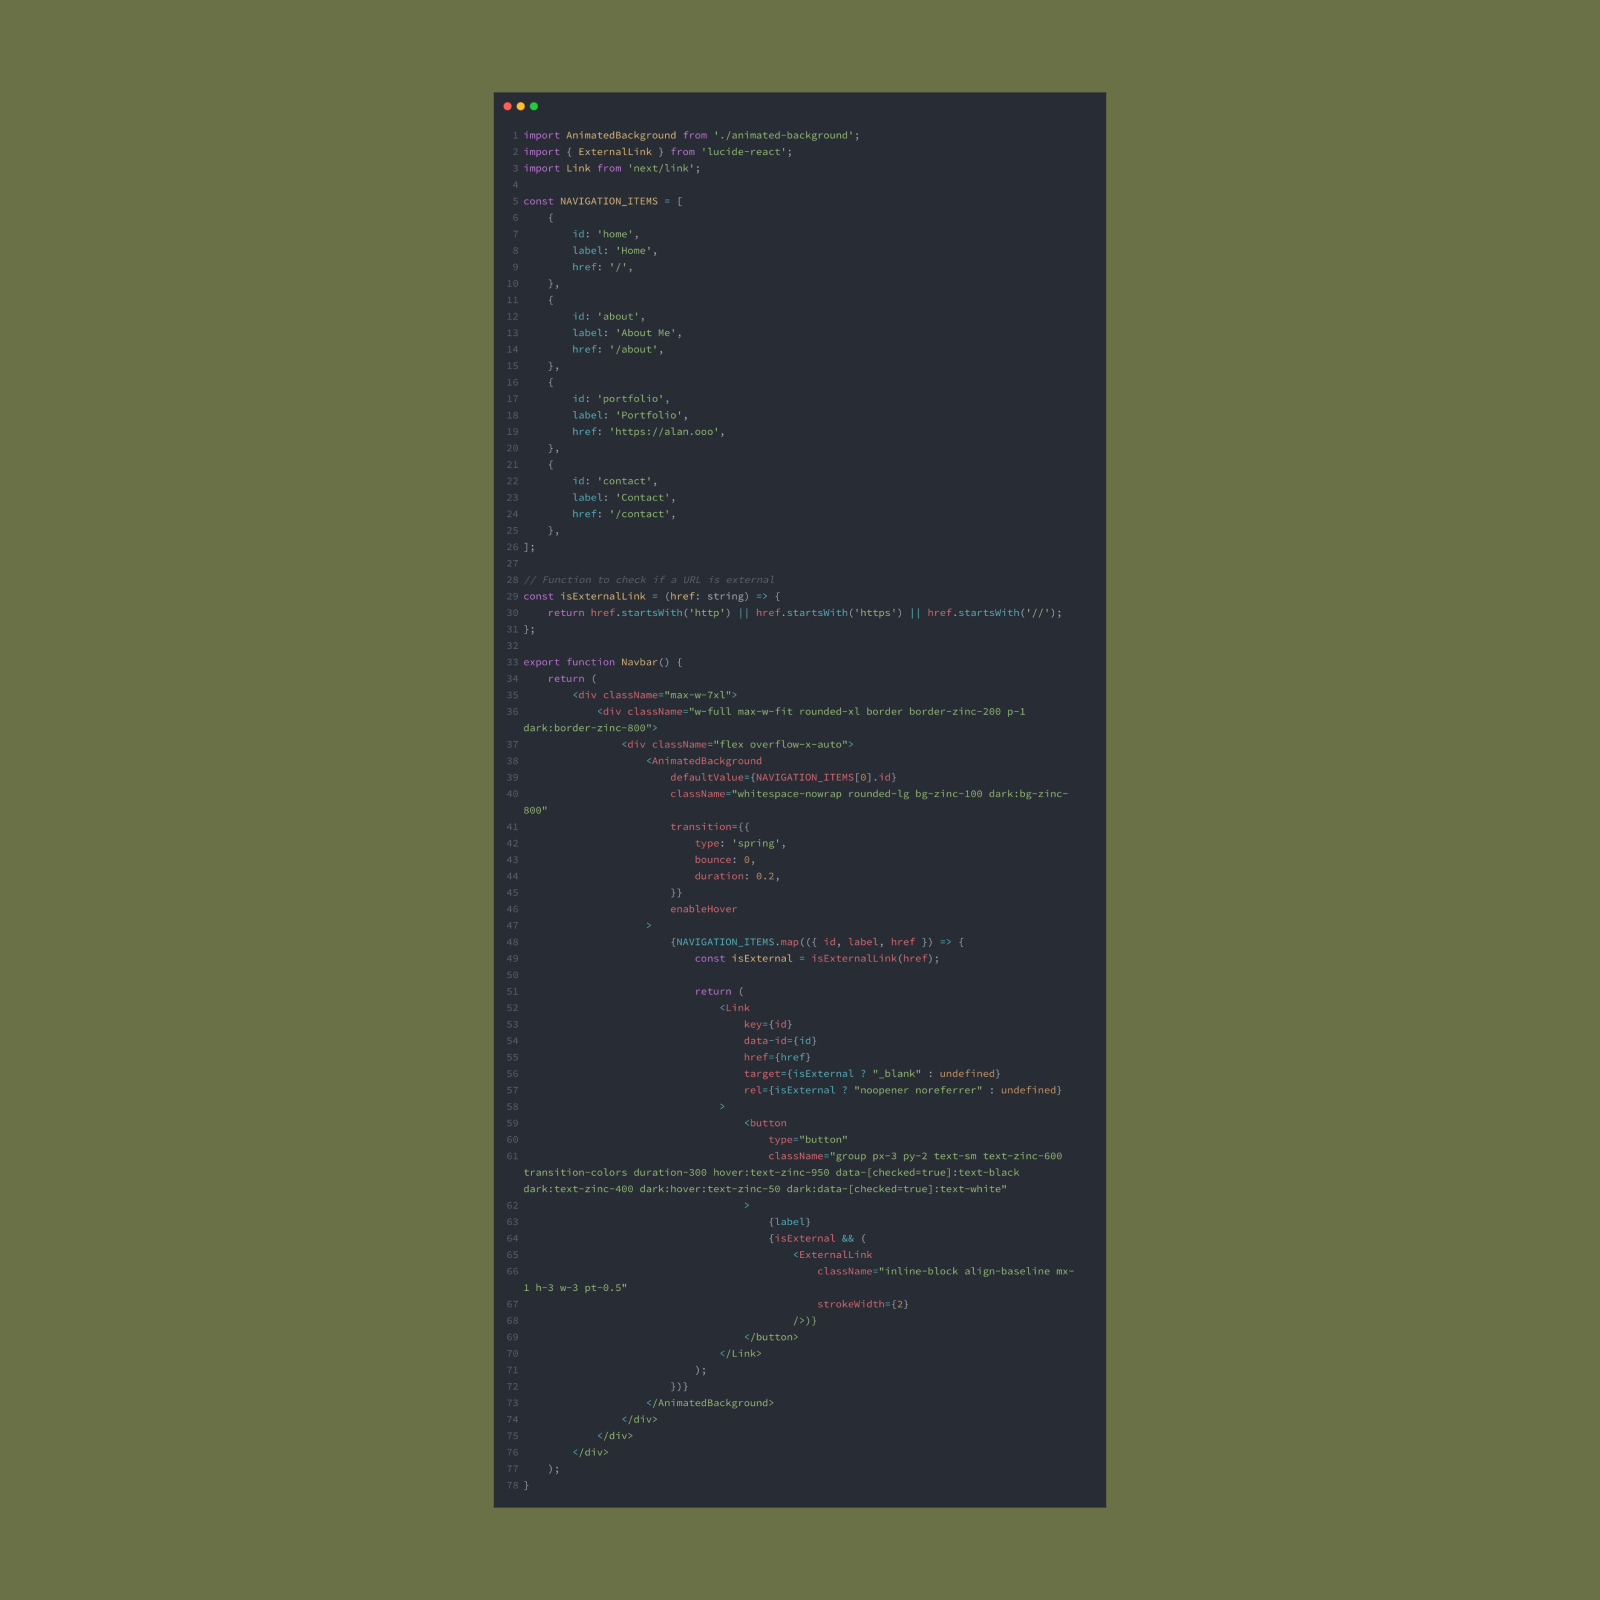 1 import AnimatedBackground from './animated-background';
2 import { ExternalLink } from 'lucide-react';
3 import Link from 'next/link';
4
5 const NAVIGATION_ITEMS = [
6     {
7         id: 'home',
8         label: 'Home',
9         href: '/',
10     },
11     {
12         id: 'about',
13         label: 'About Me',
14         href: '/about',
15     },
16     {
17         id: 'portfolio',
18         label: 'Portfolio',
19         href: 'https://alan.ooo',
20     },
21     {
22         id: 'contact',
23         label: 'Contact',
24         href: '/contact',
25     },
26 ];
27
28 // Function to check if a URL is external
29 const isExternalLink = (href: string) => {
30     return href.startsWith('http') || href.startsWith('https') || href.startsWith('//');
31 };
32
33 export function Navbar() {
34     return (
35         <div className="max-w-7xl">
36             <div className="w-full max-w-fit rounded-xl border border-zinc-200 p-1
dark:border-zinc-800">
37                 <div className="flex overflow-x-auto">
38                     <AnimatedBackground
39                         defaultValue={NAVIGATION_ITEMS[0].id}
40                         className="whitespace-nowrap rounded-lg bg-zinc-100 dark:bg-zinc-
800"
41                         transition={{
42                             type: 'spring',
43                             bounce: 0,
44                             duration: 0.2,
45                         }}
46                         enableHover
47                     >
48                         {NAVIGATION_ITEMS.map(({ id, label, href }) => {
49                             const isExternal = isExternalLink(href);
50
51                             return (
52                                 <Link
53                                     key={id}
54                                     data-id={id}
55                                     href={href}
56                                     target={isExternal ? "_blank" : undefined}
57                                     rel={isExternal ? "noopener noreferrer" : undefined}
58                                 >
59                                     <button
60                                         type="button"
61                                         className="group px-3 py-2 text-sm text-zinc-600
transition-colors duration-300 hover:text-zinc-950 data-[checked=true]:text-black
dark:text-zinc-400 dark:hover:text-zinc-50 dark:data-[checked=true]:text-white"
62                                     >
63                                         {label}
64                                         {isExternal && (
65                                             <ExternalLink
66                                                 className="inline-block align-baseline mx-
1 h-3 w-3 pt-0.5"
67                                                 strokeWidth={2}
68                                             />)}
69                                     </button>
70                                 </Link>
71                             );
72                         })}
73                     </AnimatedBackground>
74                 </div>
75             </div>
76         </div>
77     );
78 }